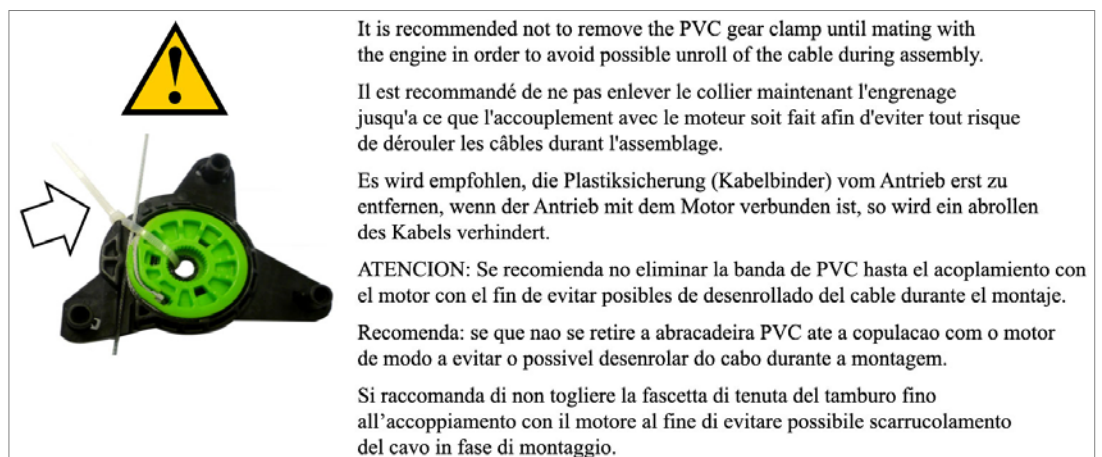 It is recommended not to remove the PVC gear clamp until mating with
the engine in order to avoid possible unroll of the cable during assembly.
Il est recommandé de ne pas enlever le collier maintenant l'engrenage
jusqu'a ce que l'accouplement avec le moteur soit fait afin d'eviter tout risque
de dérouler les câbles durant l'assemblage.
Es wird empfohlen, die Plastiksicherung (Kabelbinder) vom Antrieb erst zu
entfernen, wenn der Antrieb mit dem Motor verbunden ist, so wird ein abrollen
des Kabels verhindert.
ATENCION: Se recomienda no eliminar la banda de PVC hasta el acoplamiento con
el motor con el fin de evitar posibles de desenrollado del cable durante el montaje.
Recomenda: se que nao se retire a abracadeira PVC ate a copulacao com o motor
de modo a evitar o possivel desenrolar do cabo durante a montagem.
Si raccomanda di non togliere la fascetta di tenuta del tamburo fino
all’accoppiamento con il motore al fine di evitare possibile scarrucolamento
del cavo in fase di montaggio.